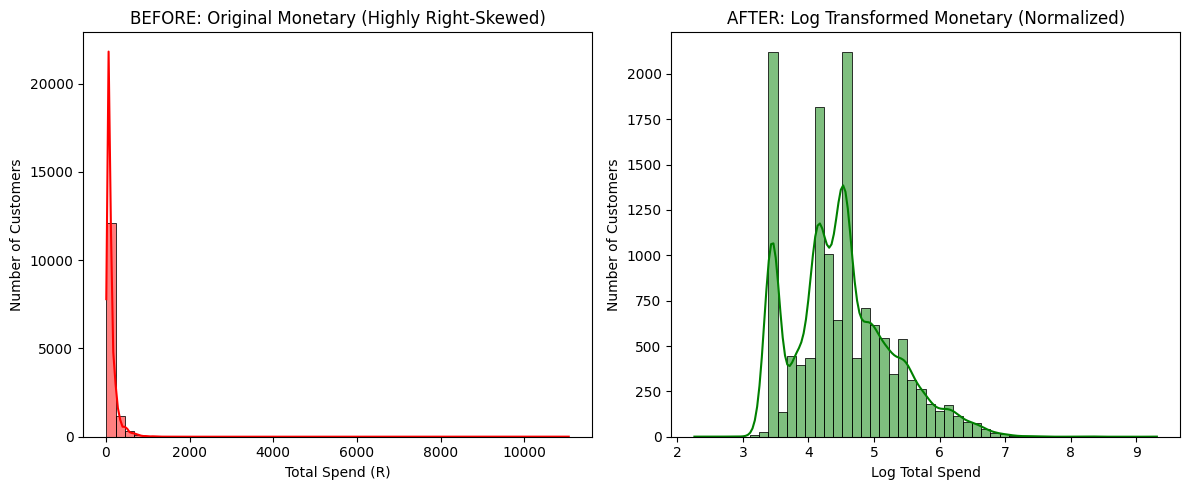 BEFORE: Original Monetary (Highly Right-Skewed)
Number of Customers
20000
15000
10000
5000
0
0 2000 4000 6000 8000 10000
Total Spend (R)
AFTER: Log Transformed Monetary (Normalized)
Number of Customers
2000
1750
1500
1250
1000
750
500
250
0
2 3 4 5 6 7 8 9
Log Total Spend